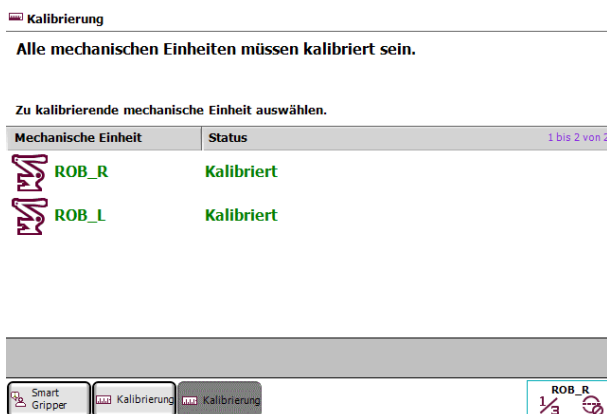 Kalibrierung
Alle mechanischen Einheiten müssen kalibriert sein.
Zu kalibrierende mechanische Einheit auswählen.
Mechanische Einheit Status 1 bis 2 von 2
ROB_R Kalibriert
ROB_L Kalibriert
Smart
Gripper
Kalibrierung
Kalibrierung
ROB_R
1/3